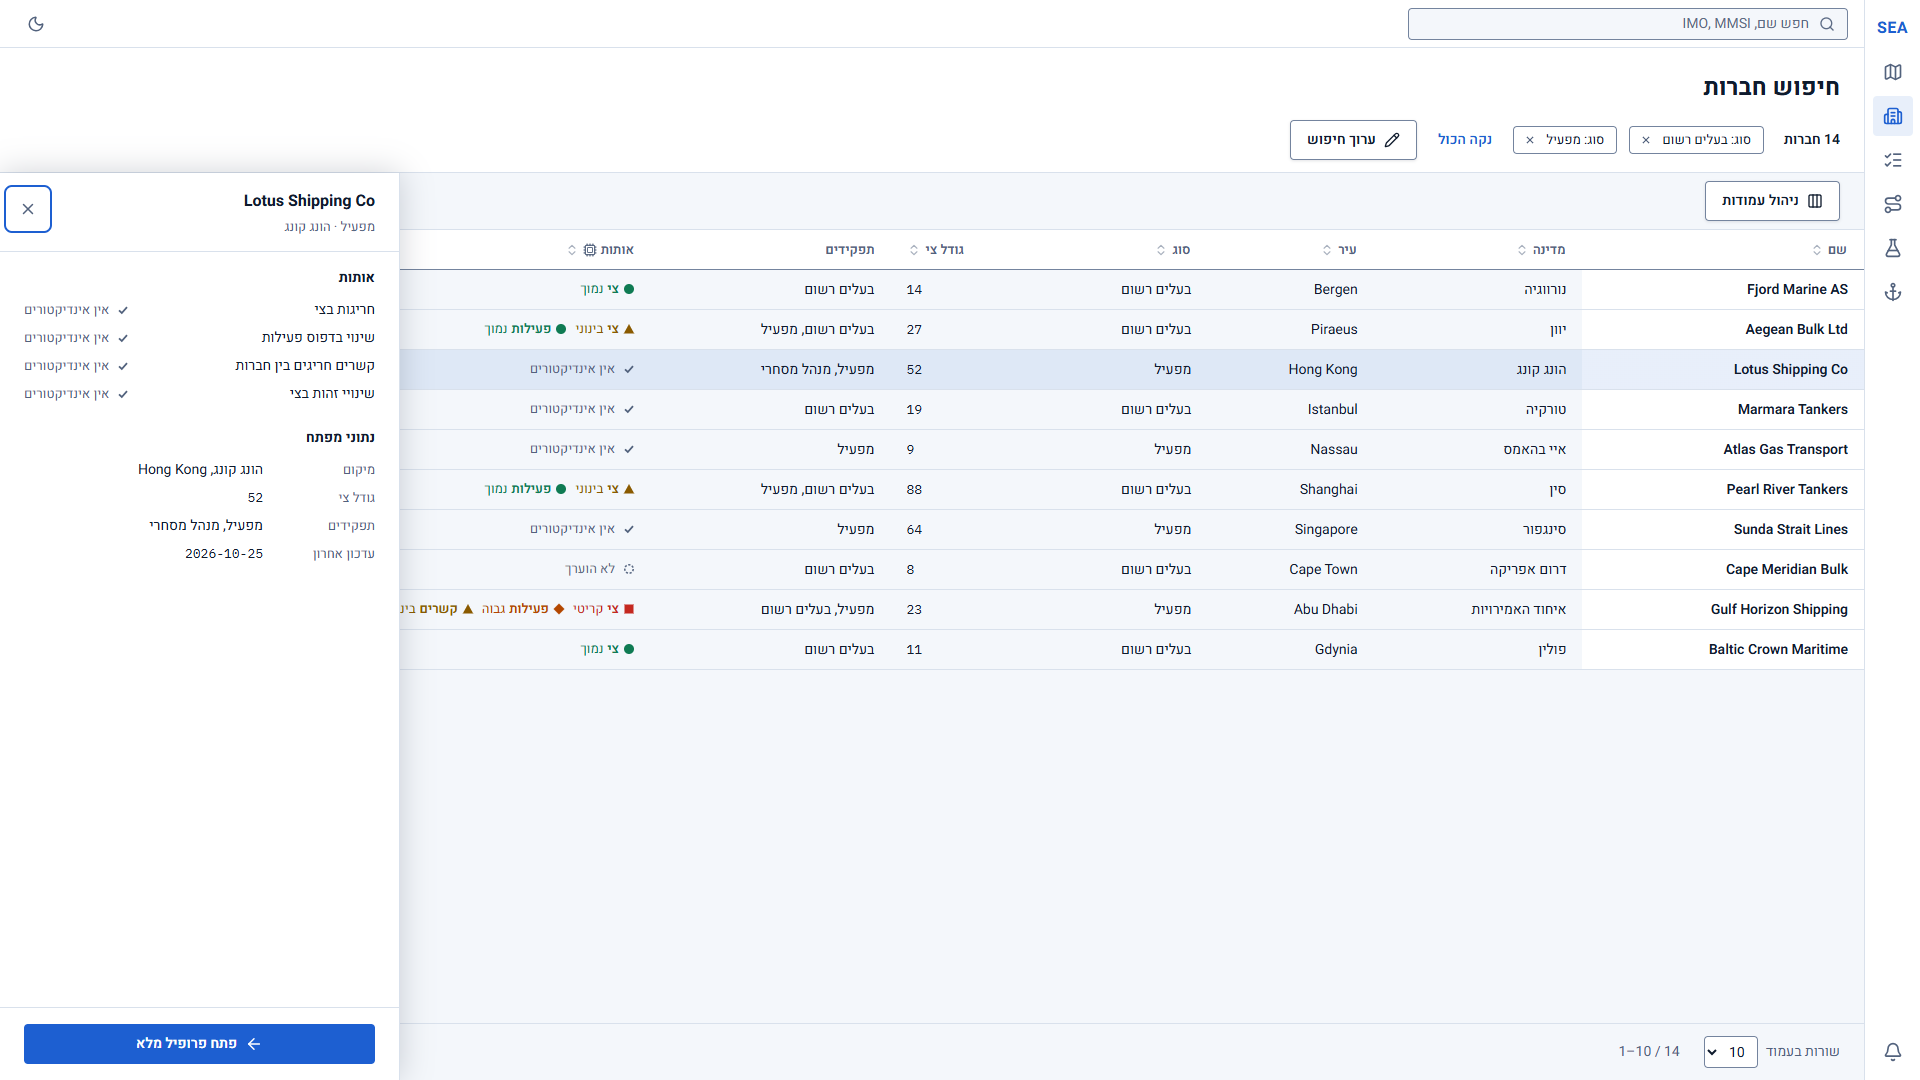 SEA
חפש שם, IMO, MMSI
חיפוש חברות
14 חברות
סוג: בעלים רשום
סוג: מפעיל
נקה הכול
ערוך חיפוש
ניהול עמודות
שם מדינה עיר סוג גודל צי תפקידים אותות
Fjord Marine AS נורווגיה Bergen בעלים רשום 14 בעלים רשום צי נמוך
Aegean Bulk Ltd יוון Piraeus בעלים רשום 27 בעלים רשום, מפעיל צי בינוני פעילות נמוך
Lotus Shipping Co הונג קונג Hong Kong מפעיל 52 מפעיל, מנהל מסחרי אין אינדיקטורים
Marmara Tankers טורקיה Istanbul בעלים רשום 19 בעלים רשום אין אינדיקטורים
Atlas Gas Transport איי בהאמס Nassau מפעיל 9 מפעיל אין אינדיקטורים
Pearl River Tankers סין Shanghai בעלים רשום 88 בעלים רשום, מפעיל צי בינוני פעילות נמוך
Sunda Strait Lines סינגפור Singapore מפעיל 64 מפעיל אין אינדיקטורים
Cape Meridian Bulk דרום אפריקה Cape Town בעלים רשום 8 בעלים רשום לא הוערך
Gulf Horizon Shipping איחוד האמירויות Abu Dhabi מפעיל 23 מפעיל, בעלים רשום צי קריטי פעילות גבוה קשרים בינ
Baltic Crown Maritime פולין Gdynia בעלים רשום 11 בעלים רשום צי נמוך
שורות בעמוד 10 1–10 / 14
Lotus Shipping Co
מפעיל · הונג קונג
אותות
חריגות בצי אין אינדיקטורים
שינוי בדפוס פעילות אין אינדיקטורים
קשרים חריגים בין חברות אין אינדיקטורים
שינויי זהות בצי אין אינדיקטורים
נתוני מפתח
מיקום הונג קונג, Hong Kong
גודל צי 52
תפקידים מפעיל, מנהל מסחרי
עדכון אחרון 2026-10-25
פתח פרופיל מלא